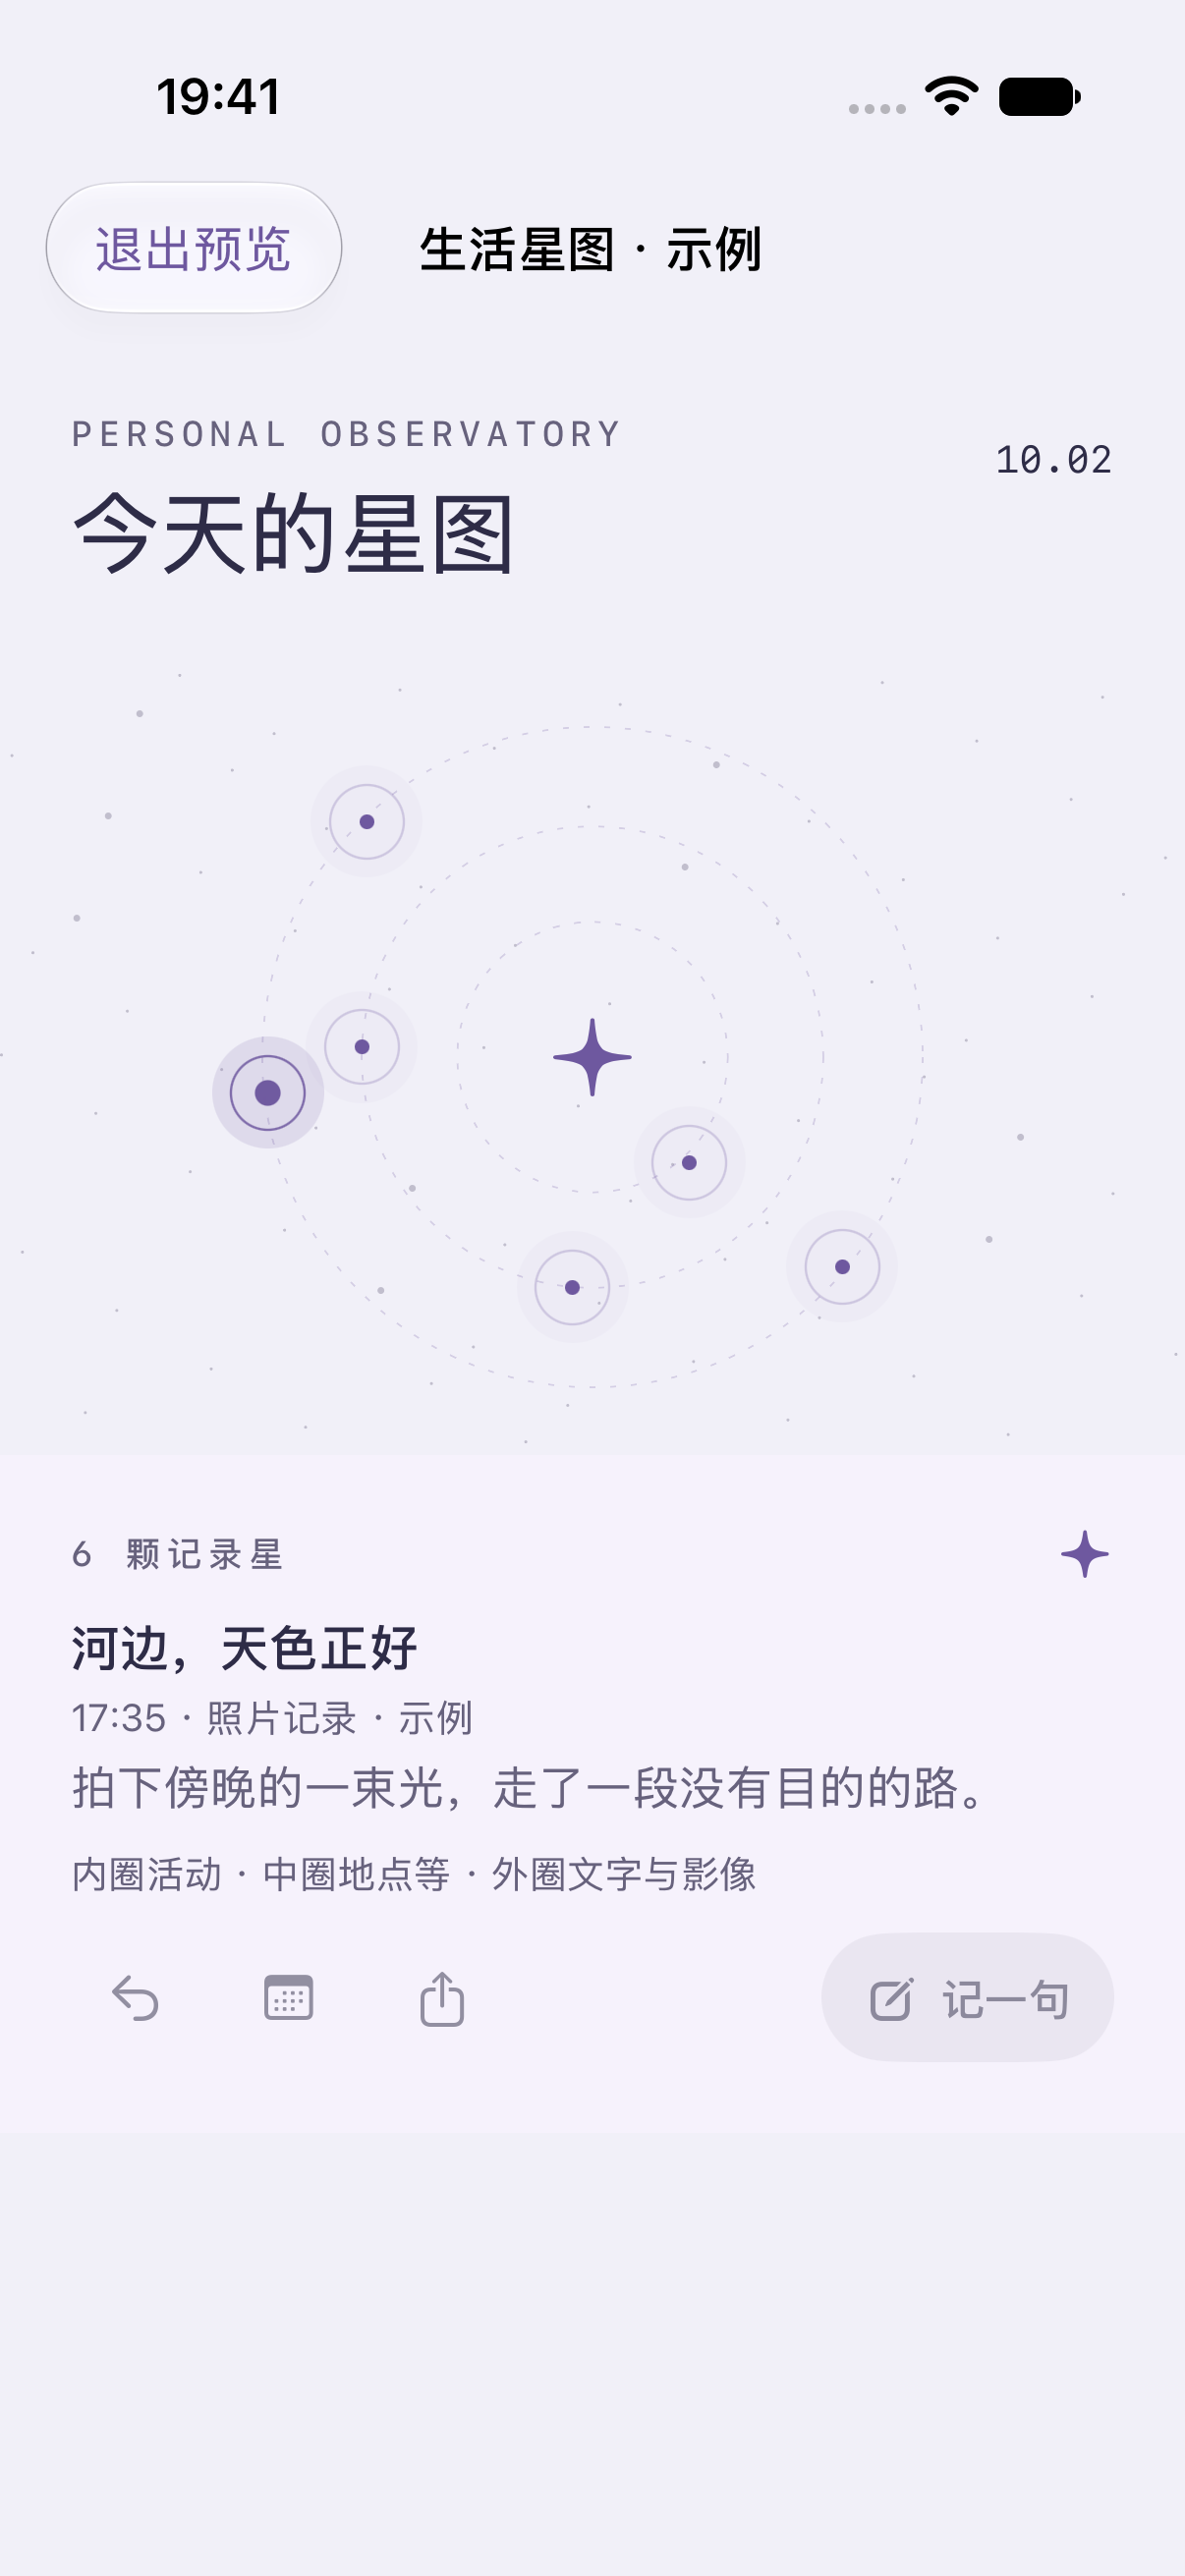 19:41
退出预览
生活星图 · 示例
PERSONAL OBSERVATORY
10.02
今天的星图
6 颗记录星
河边，天色正好
17:35 · 照片记录 · 示例
拍下傍晚的一束光，走了一段没有目的的路。
内圈活动 · 中圈地点等 · 外圈文字与影像
记一句